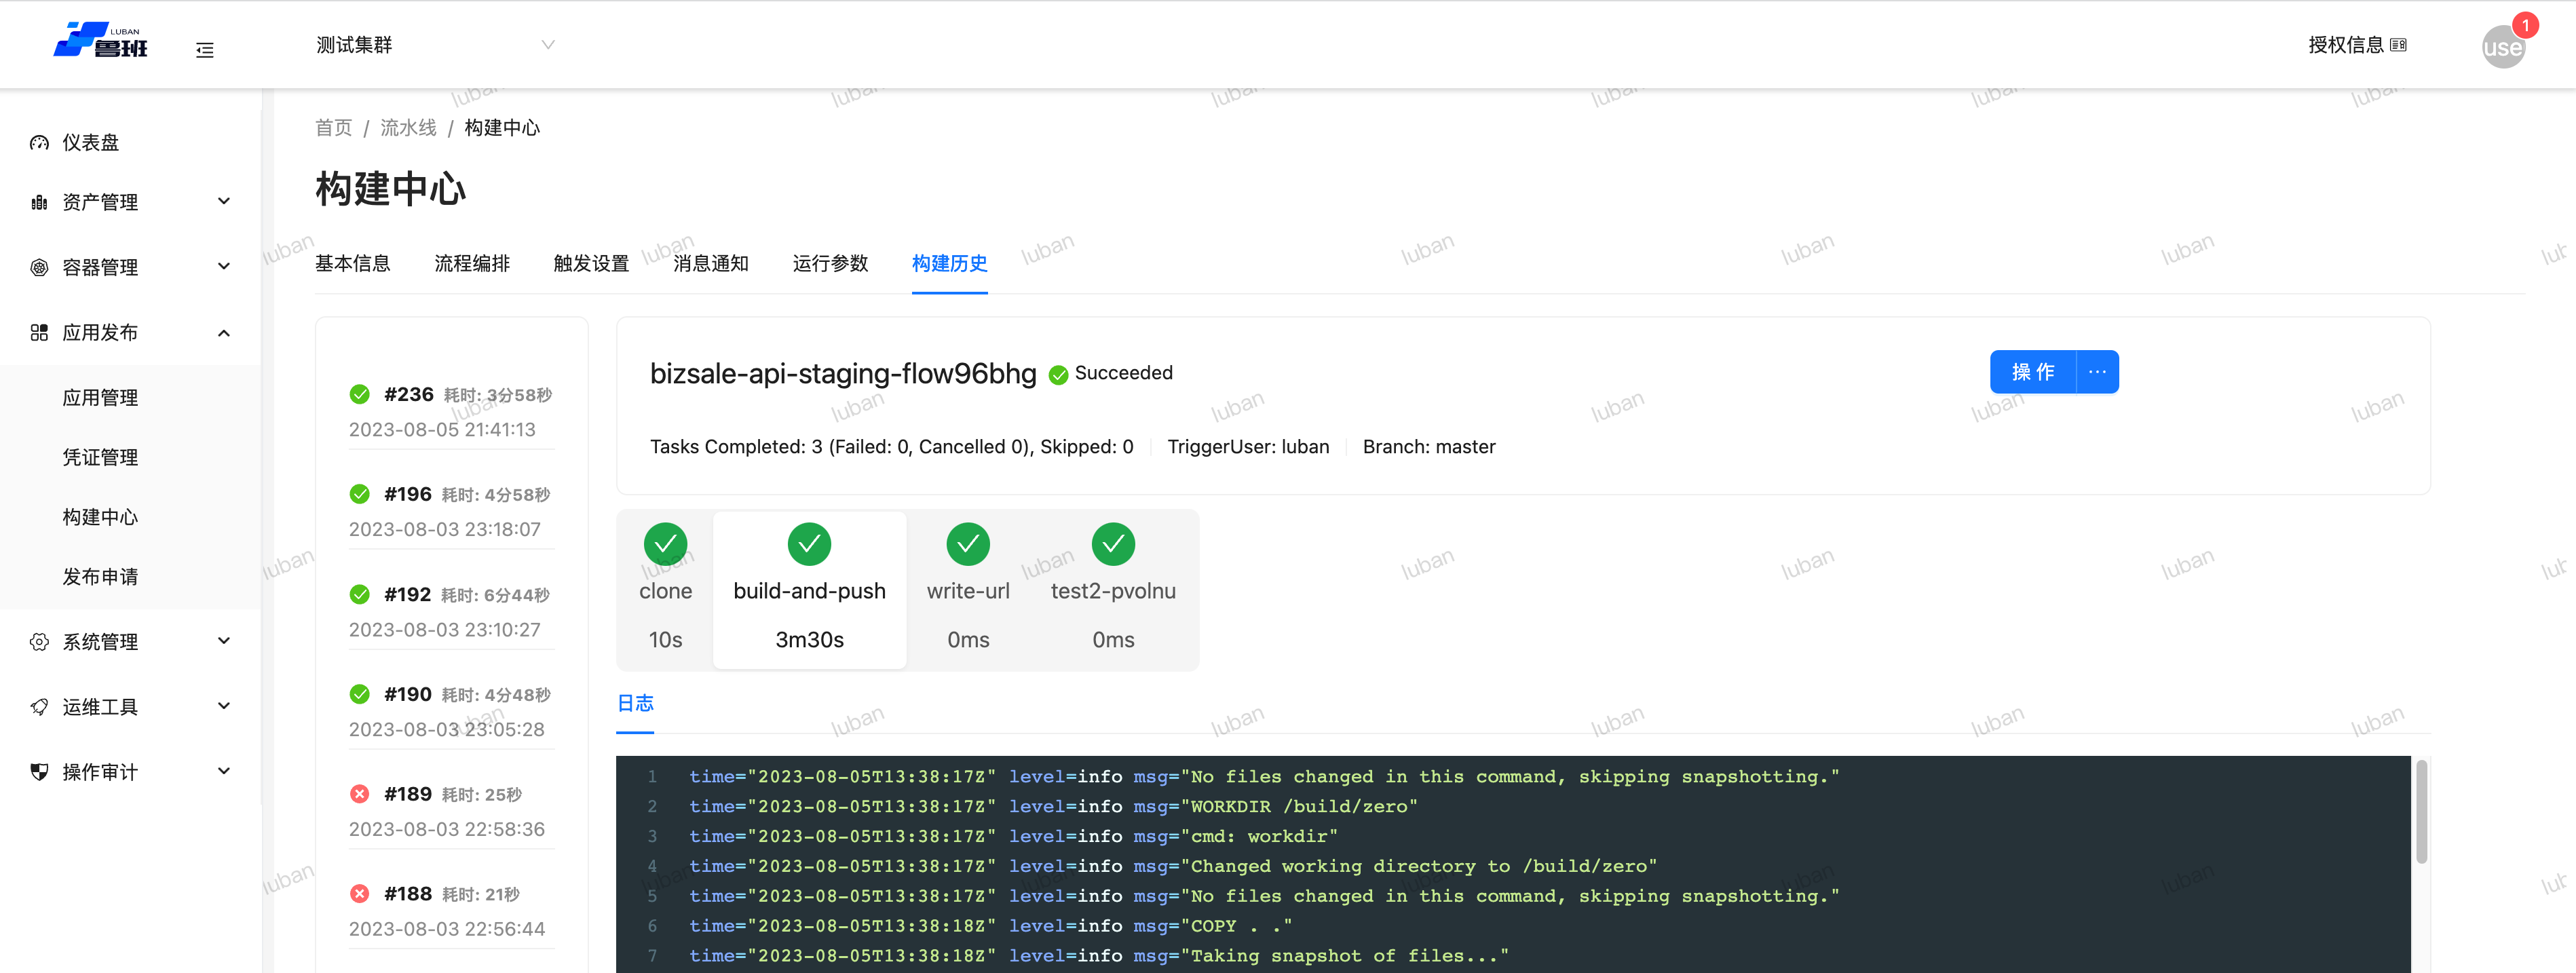 LUBAN
鲁班
测试集群
授权信息
use
1
仪表盘
资产管理
容器管理
应用发布
应用管理
凭证管理
构建中心
发布申请
系统管理
运维工具
操作审计
首页 / 流水线 / 构建中心
构建中心
基本信息 流程编排 触发设置 消息通知 运行参数 构建历史
#236 耗时: 3分58秒
2023-08-05 21:41:13
#196 耗时: 4分58秒
2023-08-03 23:18:07
#192 耗时: 6分44秒
2023-08-03 23:10:27
#190 耗时: 4分48秒
2023-08-03 23:05:28
#189 耗时: 25秒
2023-08-03 22:58:36
#188 耗时: 21秒
2023-08-03 22:56:44
bizsale-api-staging-flow96bhg Succeeded
操 作 ···
Tasks Completed: 3 (Failed: 0, Cancelled 0), Skipped: 0 TriggerUser: luban Branch: master
clone build-and-push write-url test2-pvolnu
10s 3m30s 0ms 0ms
日志
1 time="2023-08-05T13:38:17Z" level=info msg="No files changed in this command, skipping snapshotting."
2 time="2023-08-05T13:38:17Z" level=info msg="WORKDIR /build/zero"
3 time="2023-08-05T13:38:17Z" level=info msg="cmd: workdir"
4 time="2023-08-05T13:38:17Z" level=info msg="Changed working directory to /build/zero"
5 time="2023-08-05T13:38:17Z" level=info msg="No files changed in this command, skipping snapshotting."
6 time="2023-08-05T13:38:18Z" level=info msg="COPY . ."
7 time="2023-08-05T13:38:18Z" level=info msg="Taking snapshot of files..."
luban